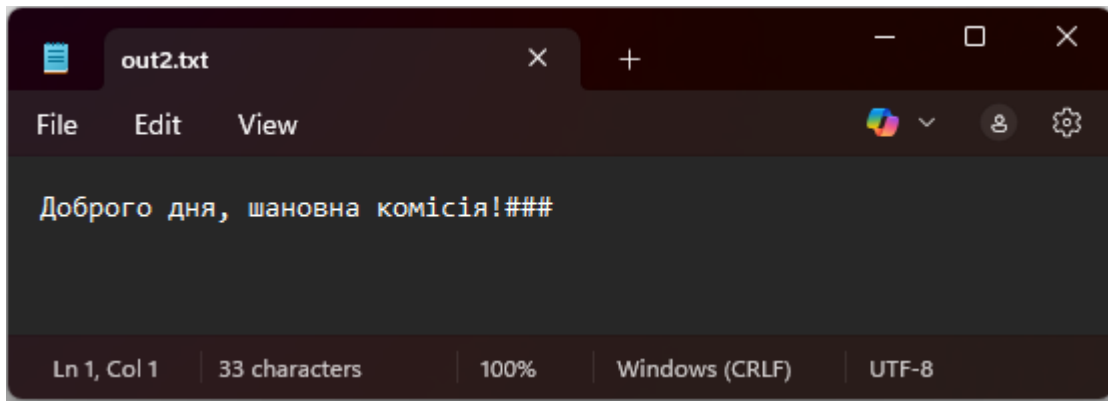 out2.txt
File Edit View
Доброго дня, шановна комісія!###
Ln 1, Col 1 33 characters 100% Windows (CRLF) UTF-8